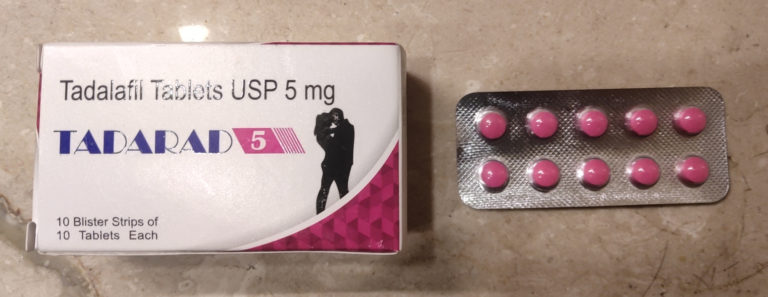 Tadalafil Tablets USP 5 mg
TADARAD 5
10 Blister Strips of
10 Tablets Each